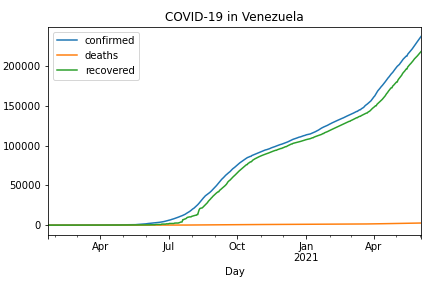 COVID-19 in Venezuela
confirmed
deaths
recovered
200000
150000
100000
50000
0
Apr Jul Oct Jan Apr
2021
Day